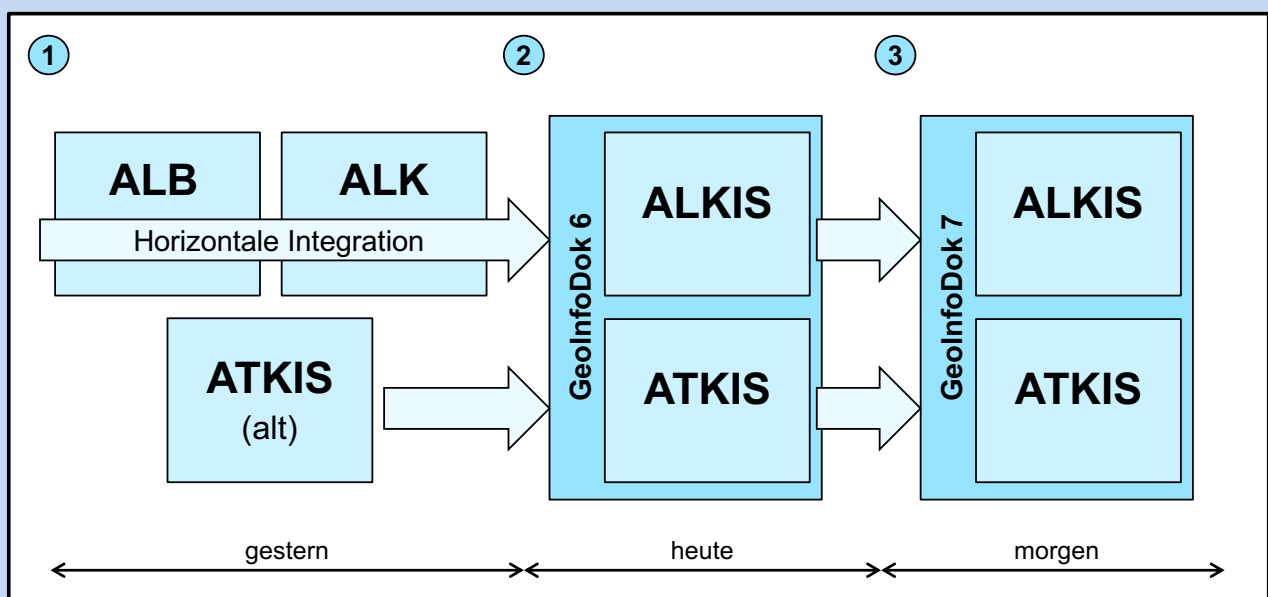 1
2
3
ALB
ALK
Horizontale Integration
ATKIS
(alt)
GeoInfoDok 6
ALKIS
ATKIS
GeoInfoDok 7
ALKIS
ATKIS
gestern
heute
morgen